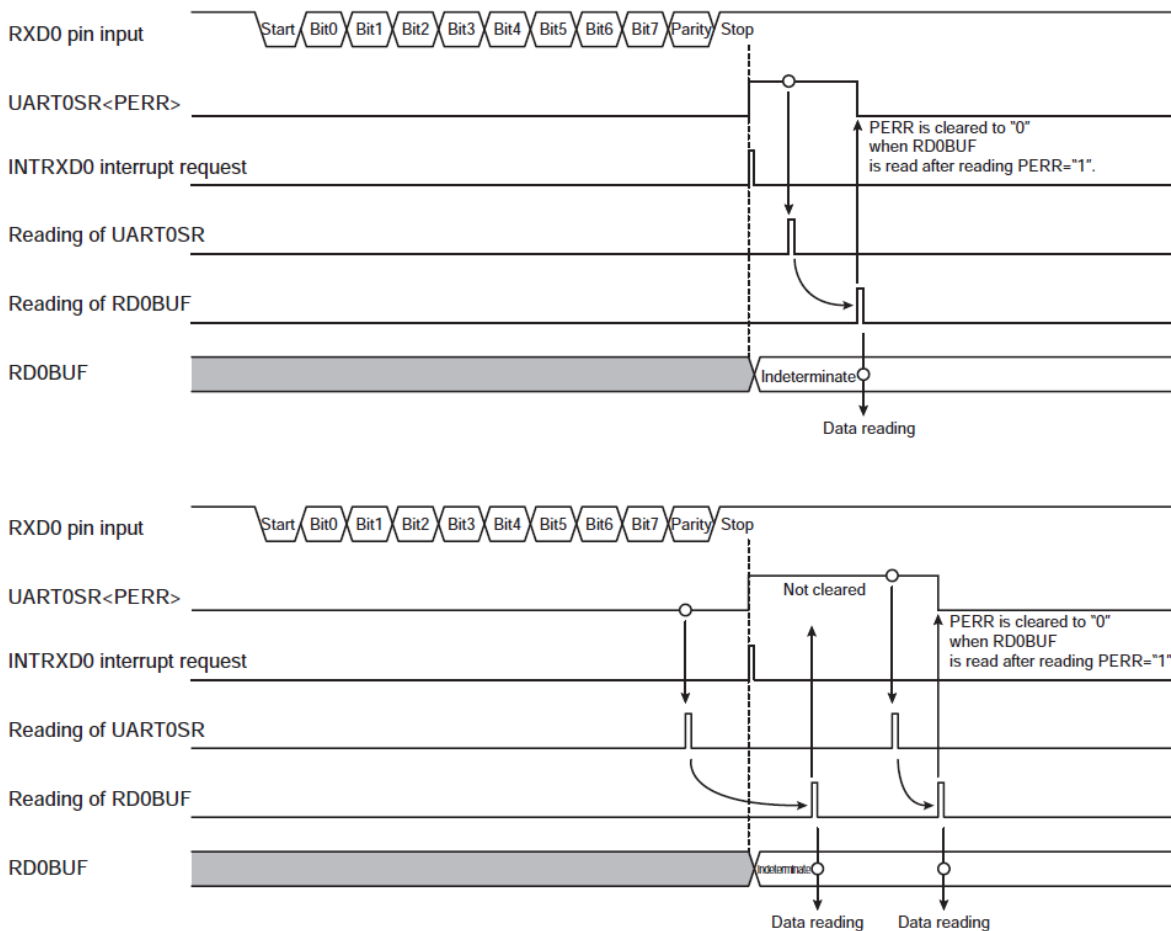 RXD0 pin input
Start Bit0 Bit1 Bit2 Bit3 Bit4 Bit5 Bit6 Bit7 Parity Stop
UART0SR<PERR>
PERR is cleared to "0"
when RD0BUF
is read after reading PERR="1".
INTRXD0 interrupt request
Reading of UART0SR
Reading of RD0BUF
RD0BUF
Indeterminate
Data reading
RXD0 pin input
Start Bit0 Bit1 Bit2 Bit3 Bit4 Bit5 Bit6 Bit7 Parity Stop
UART0SR<PERR>
Not cleared
PERR is cleared to "0"
when RD0BUF
is read after reading PERR="1"
INTRXD0 interrupt request
Reading of UART0SR
Reading of RD0BUF
RD0BUF
Indeterminate
Data reading Data reading